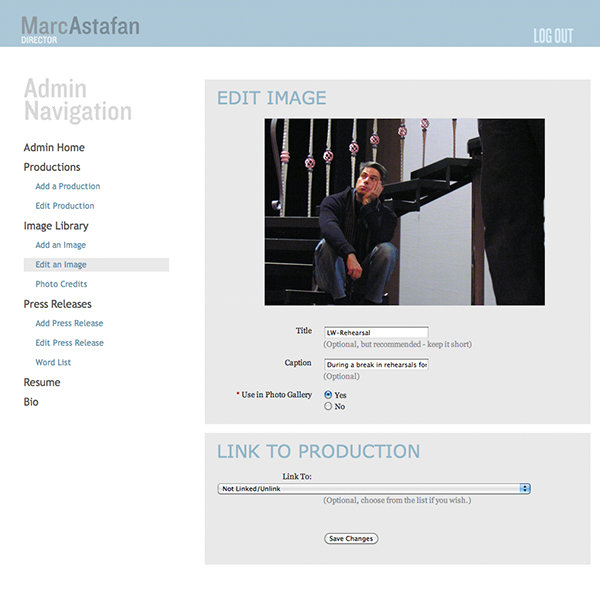 MarcAstafan
DIRECTOR
LOG OUT
Admin
Navigation
Admin Home
Productions
Add a Production
Edit Production
Image Library
Add an Image
Edit an Image
Photo Credits
Press Releases
Add Press Release
Edit Press Release
Word List
Resume
Bio
EDIT IMAGE
Title LW-Rehearsal
(Optional, but recommended - keep it short)
Caption During a break in rehearsals for
(Optional)
* Use in Photo Gallery Yes
No
LINK TO PRODUCTION
Link To:
Not Linked/Unlink
(Optional, choose from the list if you wish.)
Save Changes